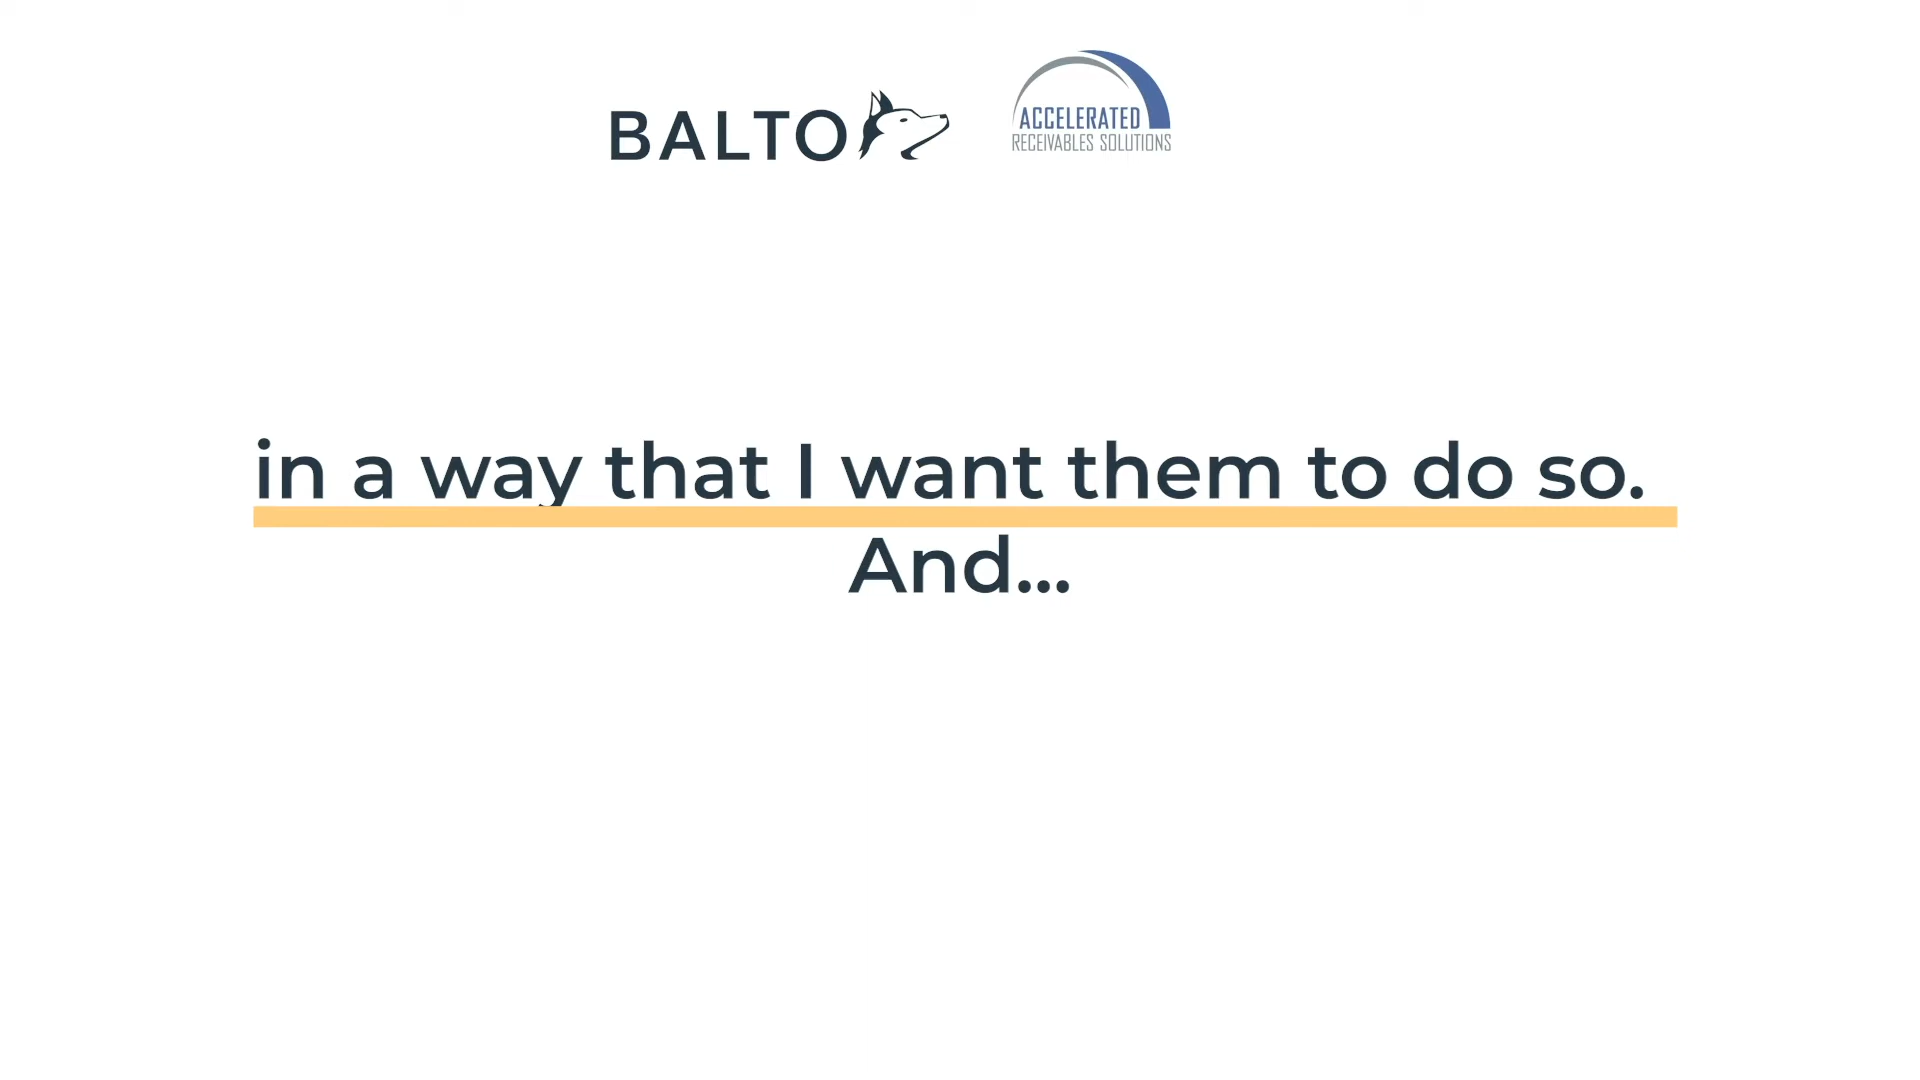 BALTO
ACCELERATED
RECEIVABLES SOLUTIONS
in a way that I want them to do so.
And...